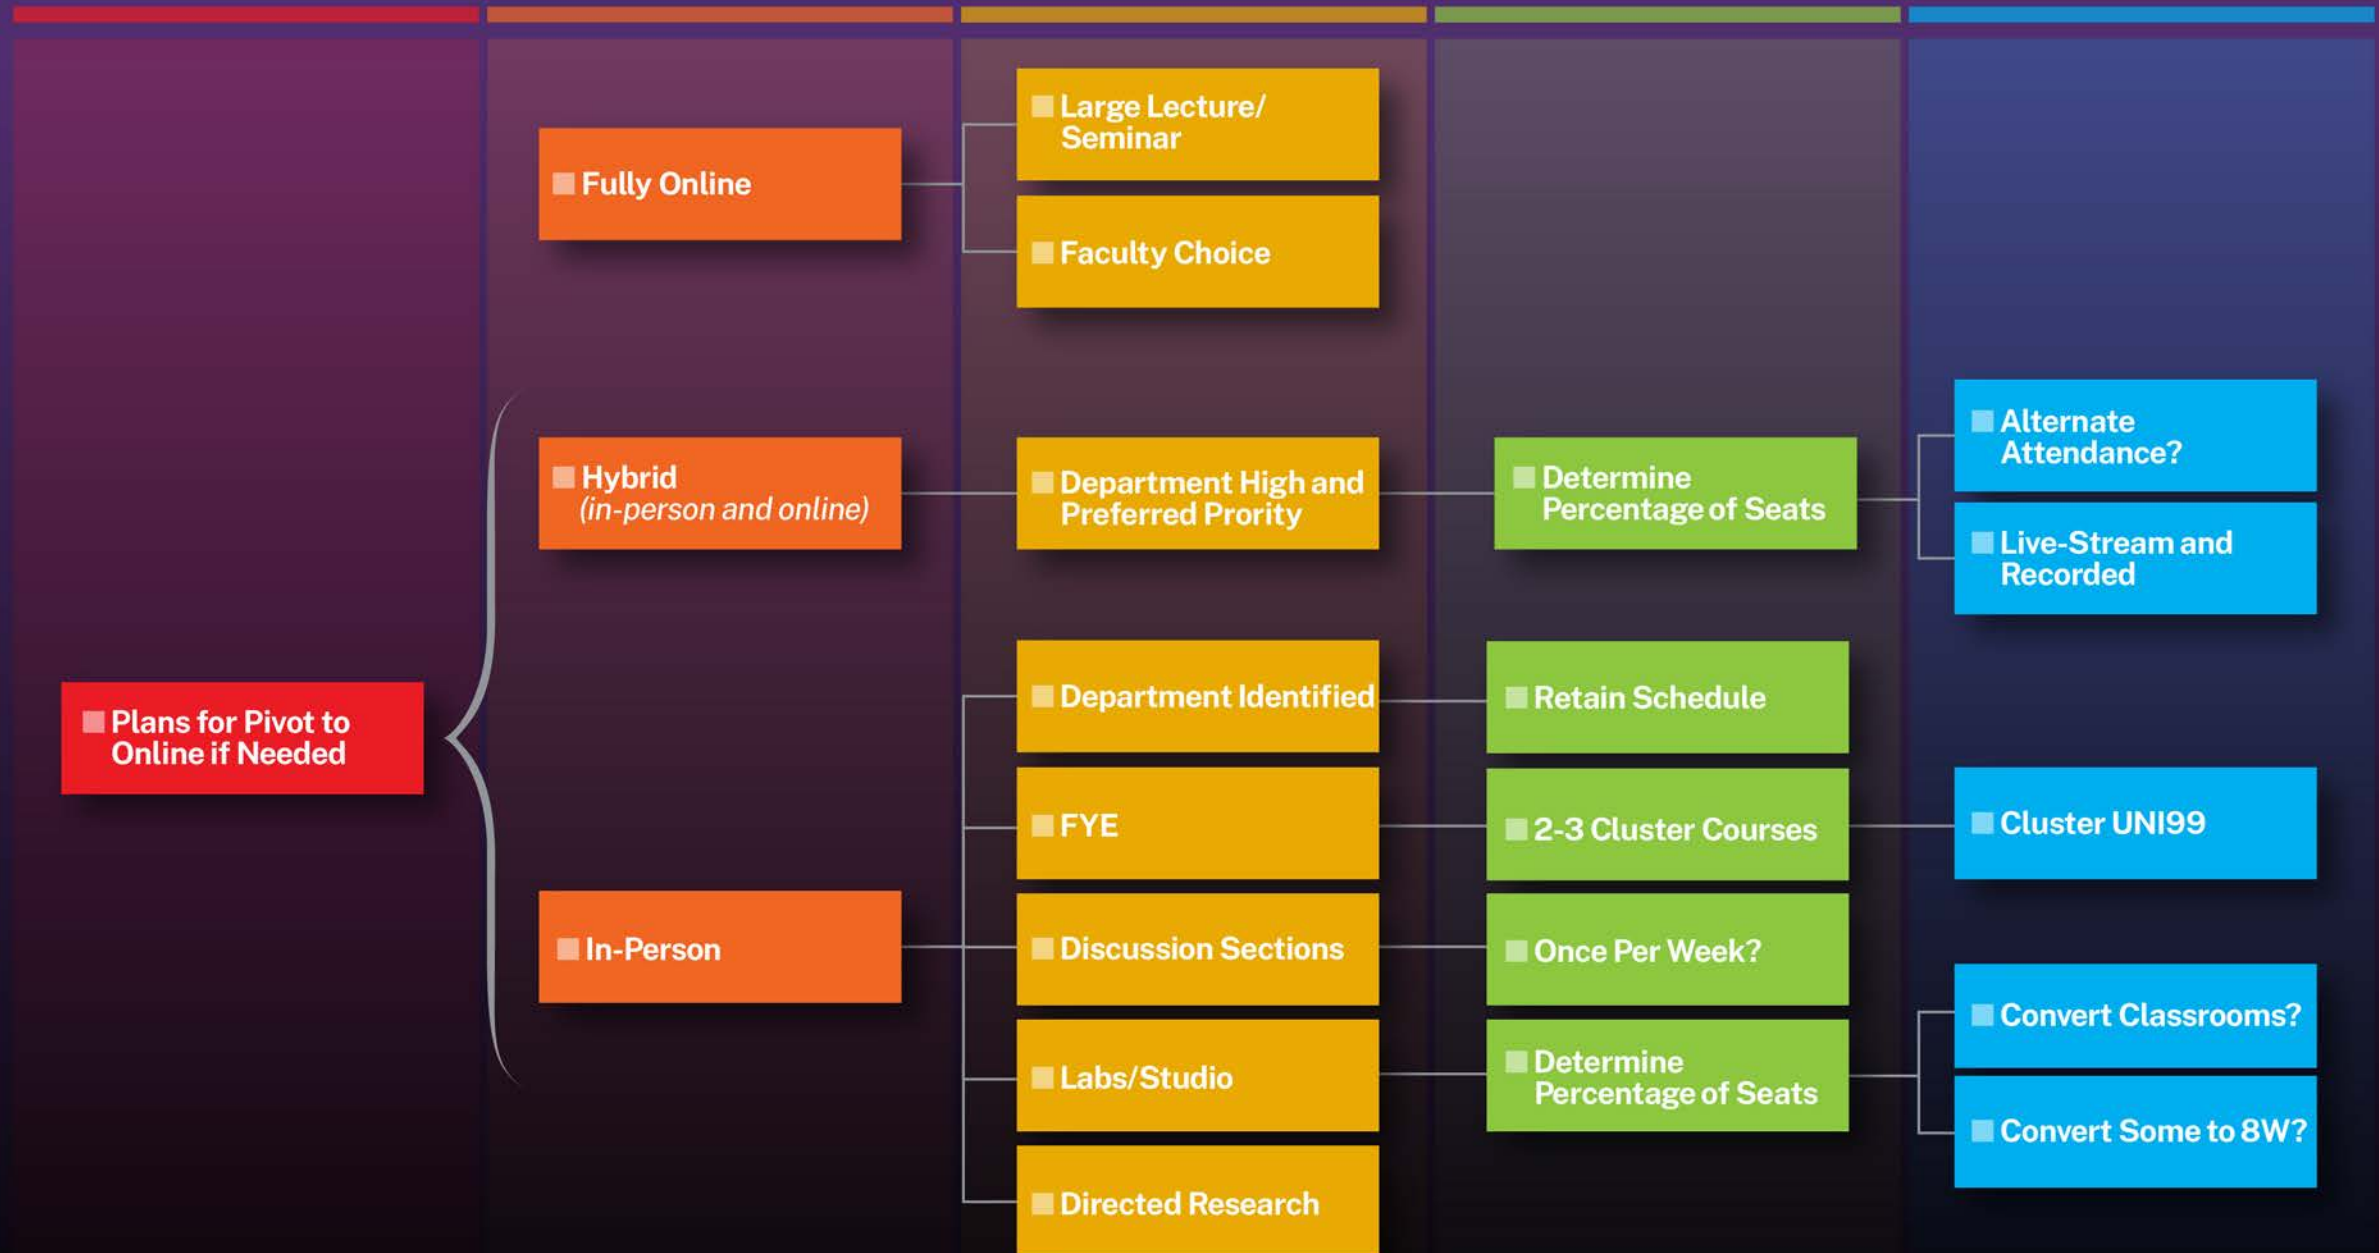 Plans for Pivot to
Online if Needed
Fully Online
Hybrid
(in-person and online)
In-Person
Large Lecture/
Seminar
Faculty Choice
Department High and
Preferred Prority
Department Identified
FYE
Discussion Sections
Labs/Studio
Directed Research
Determine
Percentage of Seats
Retain Schedule
2-3 Cluster Courses
Once Per Week?
Determine
Percentage of Seats
Alternate
Attendance?
Live-Stream and
Recorded
Cluster UNI99
Convert Classrooms?
Convert Some to 8W?